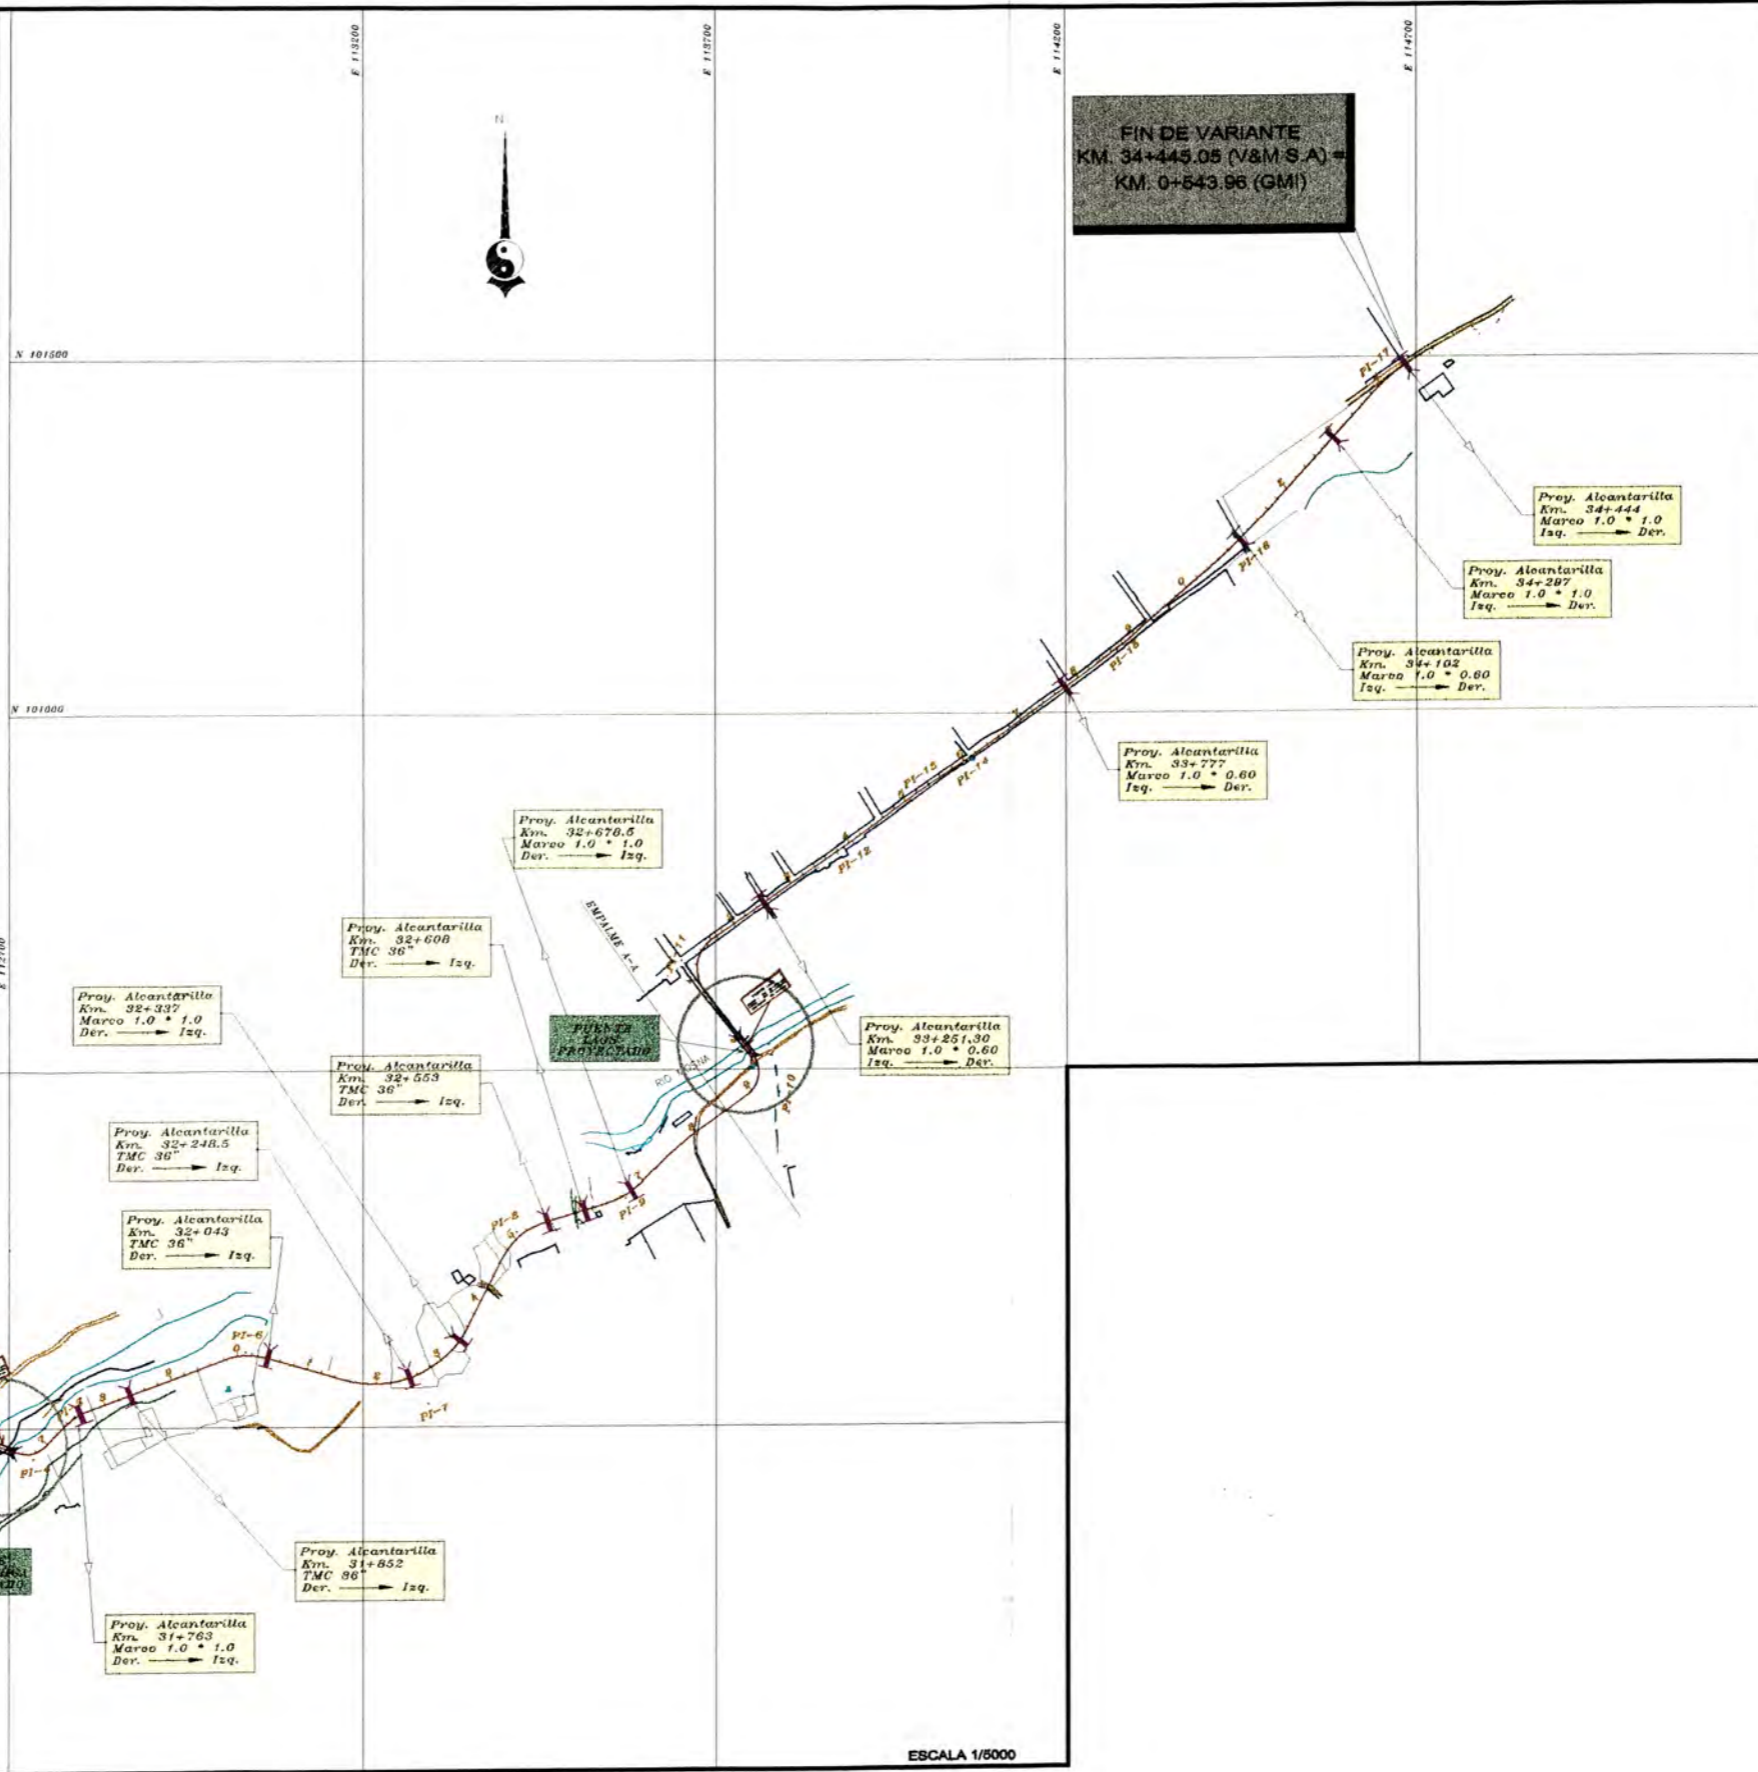 E 113200
E 113700
E 114200
E 114700
N
FIN DE VARIANTE
KM. 34+445.05 (V&M S.A) =
KM. 0+543.96 (GMI)
N 101500
PI-17
Proy. Alcantarilla
Km. 34+444
Marco 1.0 * 1.0
Izq. Der.
Proy. Alcantarilla
Km. 34+287
Marco 1.0 * 1.0
Izq. Der.
PI-16
Proy. Alcantarilla
Km. 34+102
Marco 1.0 * 0.60
Izq. Der.
PI-15
N 101000
Proy. Alcantarilla
Km. 33+777
Marco 1.0 * 0.60
Izq. Der.
PI-13
PI-14
PI-12
Proy. Alcantarilla
Km. 32+678.5
Marco 1.0 * 1.0
Der. Izq.
EMPALME A-A
Proy. Alcantarilla
Km. 32+608
TMC 36"
Der. Izq.
E 112700
Proy. Alcantarilla
Km. 32+337
Marco 1.0 * 1.0
Der. Izq.
PUENTE
PROYECTADO
Proy. Alcantarilla
Km. 33+251.30
Marco 1.0 * 0.60
Izq. Der.
RIO MOSNA
PI-10
Proy. Alcantarilla
Km. 32+553
TMC 36"
Der. Izq.
Proy. Alcantarilla
Km. 32+248.5
TMC 36"
Der. Izq.
PI-9
PI-8
Proy. Alcantarilla
Km. 32+043
TMC 36"
Der. Izq.
PI-6
PI-7
PI-5
PI-4
Proy. Alcantarilla
Km. 31+852
TMC 36"
Der. Izq.
Proy. Alcantarilla
Km. 31+763
Marco 1.0 * 1.0
Der. Izq.
ESCALA 1/5000